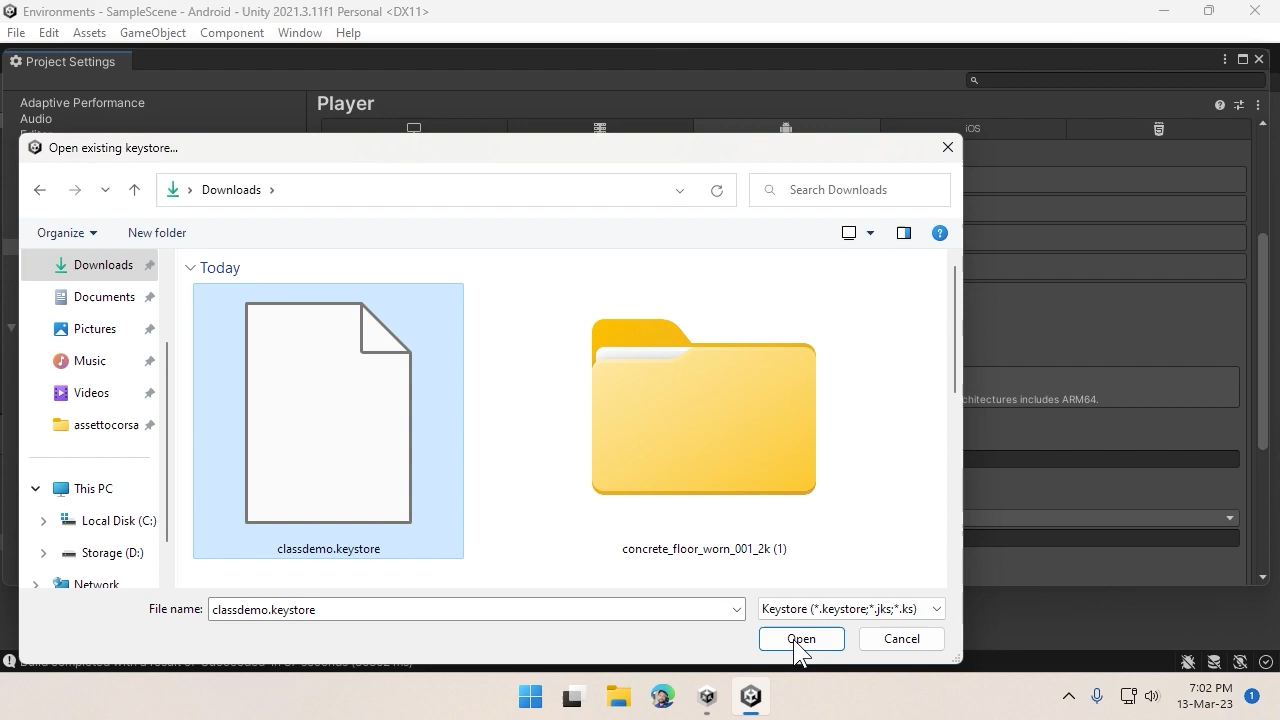 Environments - SampleScene - Android - Unity 2021.3.11f1 Personal <DX11>
File Edit Assets GameObject Component Window Help
Project Settings
Adaptive Performance
Audio
Player
iOS
Open existing keystore...
Downloads
Search Downloads
Organize
New folder
Downloads
Documents
Pictures
Music
Videos
assettocorsa
This PC
Local Disk (C:)
Storage (D:)
Network
Today
classdemo.keystore
concrete_floor_worn_001_2k (1)
chitectures includes ARM64.
File name: classdemo.keystore
Keystore (*.keystore;*.jks;*.ks)
Open
Cancel
7:02 PM
13-Mar-23
1